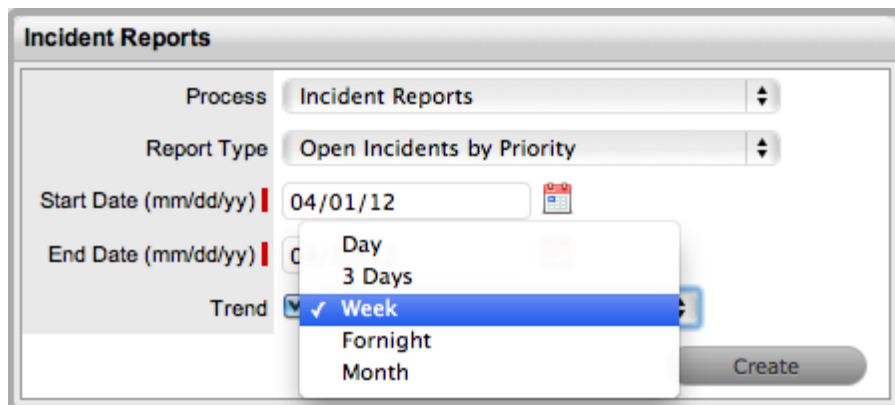 Incident Reports
Process Incident Reports
Report Type Open Incidents by Priority
Start Date (mm/dd/yy) 04/01/12
End Date (mm/dd/yy)
Day
3 Days
Trend Week
Fornight
Month
Create